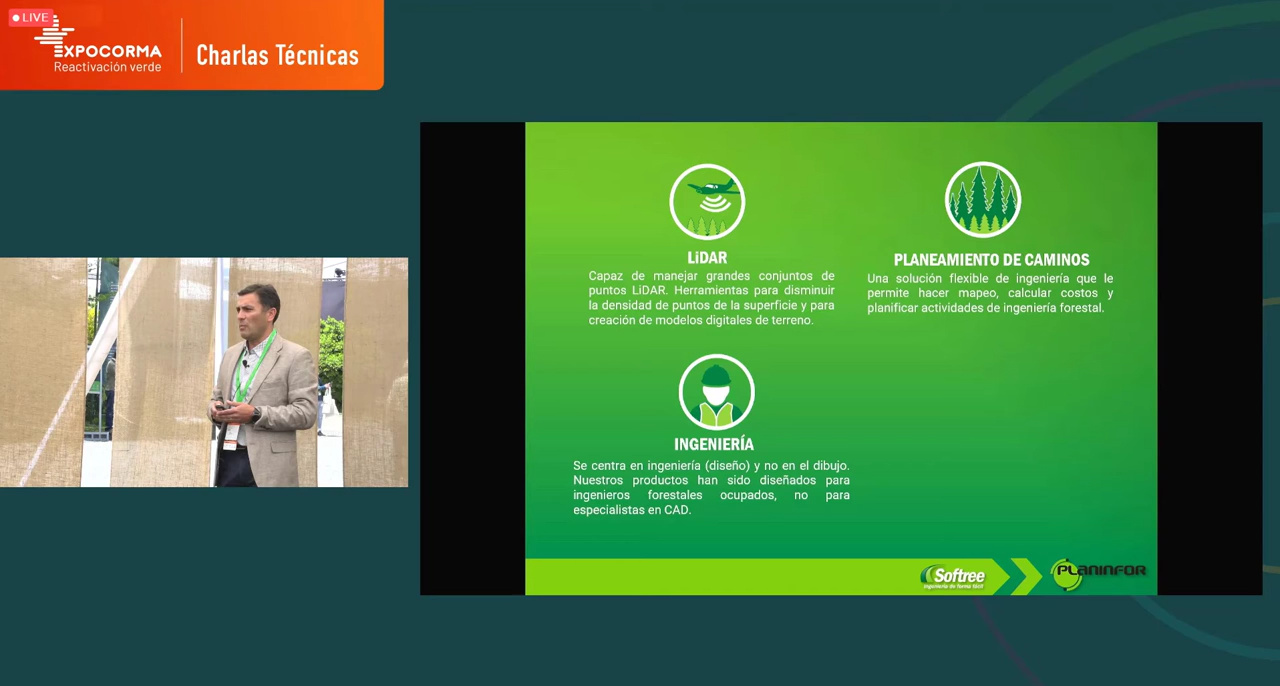 LIVE
EXPOCORMA
Reactivación verde
Charlas Técnicas
LiDAR
Capaz de manejar grandes conjuntos de
puntos LiDAR. Herramientas para disminuir
la densidad de puntos de la superficie y para
creación de modelos digitales de terreno.
PLANEAMIENTO DE CAMINOS
Una solución flexible de ingeniería que le
permite hacer mapeo, calcular costos y
planificar actividades de ingeniería forestal.
INGENIERÍA
Se centra en ingeniería (diseño) y no en el dibujo.
Nuestros productos han sido diseñados para
ingenieros forestales ocupados, no para
especialistas en CAD.
Softree
Ingeniería de forma fácil
PLANINFOR